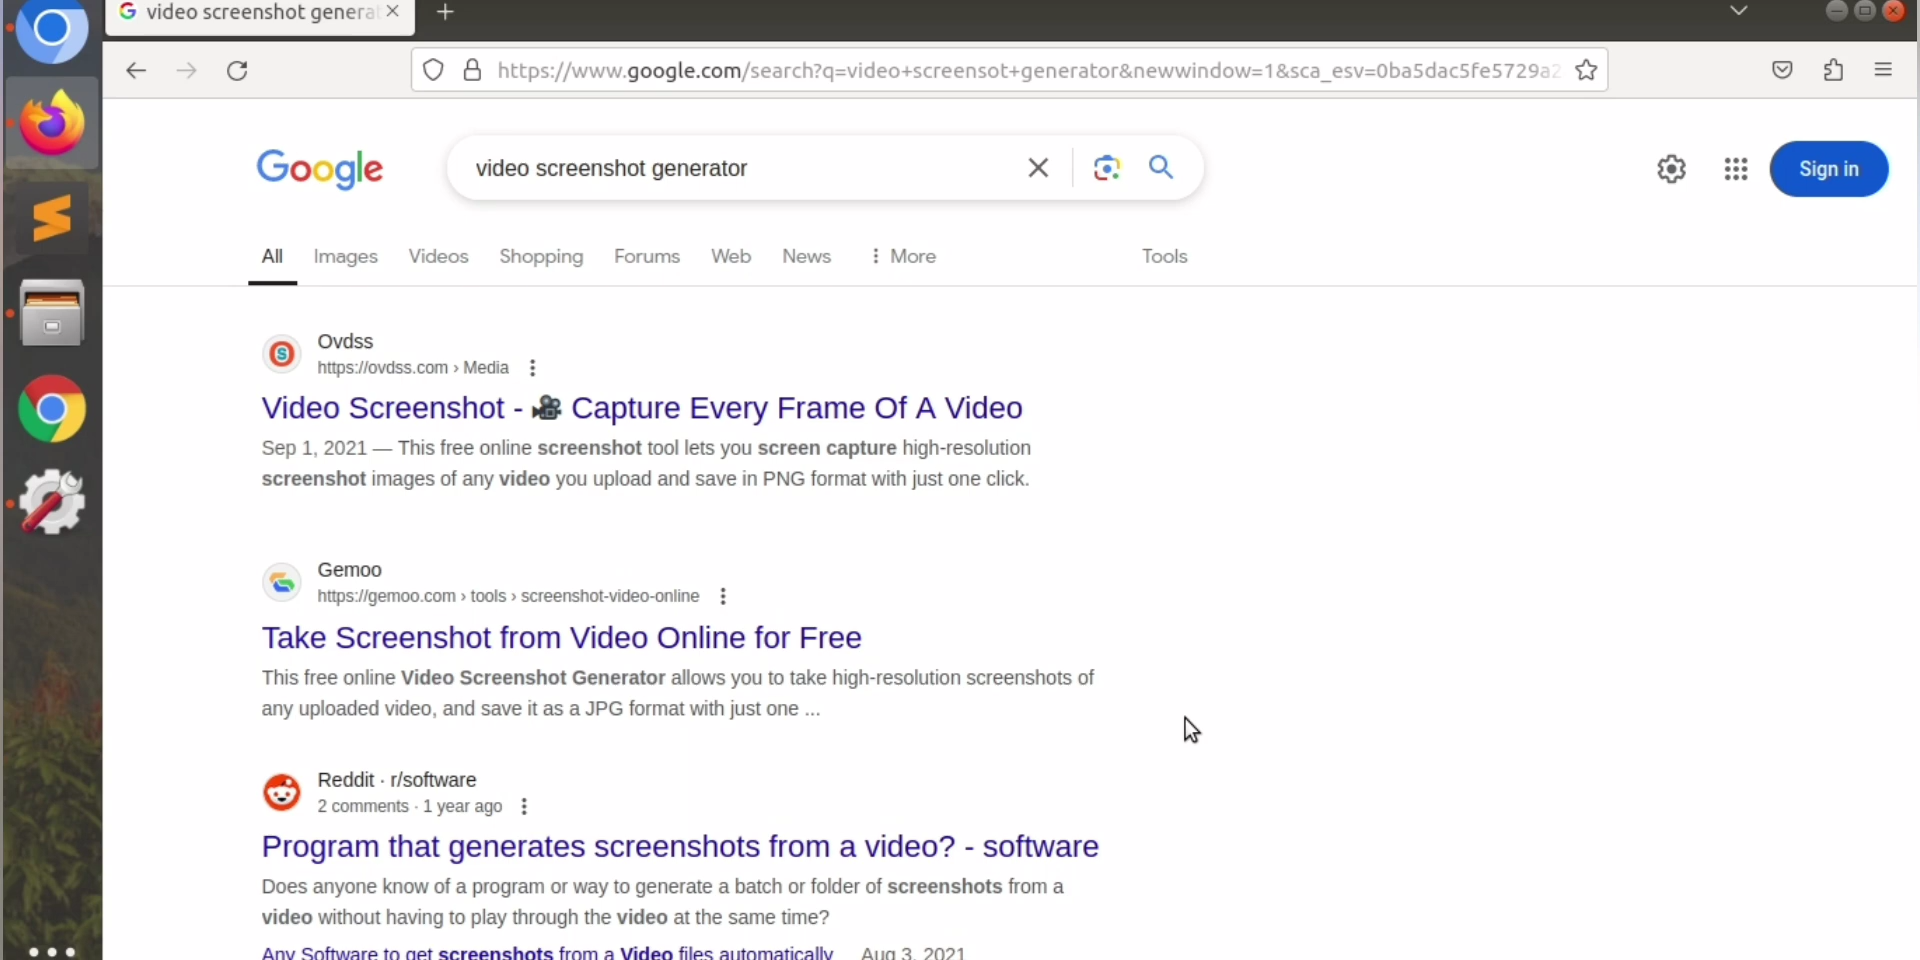 video screenshot genera
https://www.google.com/search?q=video+screensot+generator&newwindow=1&sca_esv=0ba5dac5fe5729a2
Google
video screenshot generator
Sign in
All Images Videos Shopping Forums Web News More Tools
Ovdss
https://ovdss.com › Media
Video Screenshot - 🎥 Capture Every Frame Of A Video
Sep 1, 2021 — This free online screenshot tool lets you screen capture high-resolution
screenshot images of any video you upload and save in PNG format with just one click.
Gemoo
https://gemoo.com › tools › screenshot-video-online
Take Screenshot from Video Online for Free
This free online Video Screenshot Generator allows you to take high-resolution screenshots of
any uploaded video, and save it as a JPG format with just one ...
Reddit · r/software
2 comments · 1 year ago
Program that generates screenshots from a video? - software
Does anyone know of a program or way to generate a batch or folder of screenshots from a
video without having to play through the video at the same time?
Any Software to get screenshots from a Video files automatically Aug 3, 2021